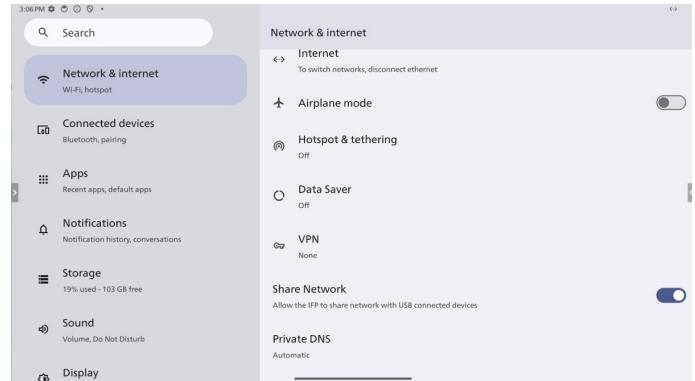 3:06 PM
Search
Network & internet
Wi-Fi, hotspot
Connected devices
Bluetooth, pairing
Apps
Recent apps, default apps
Notifications
Notification history, conversations
Storage
19% used - 103 GB free
Sound
Volume, Do Not Disturb
Display
Network & internet
Internet
To switch networks, disconnect ethernet
Airplane mode
Hotspot & tethering
Off
Data Saver
Off
VPN
None
Share Network
Allow the IFP to share network with USB connected devices
Private DNS
Automatic